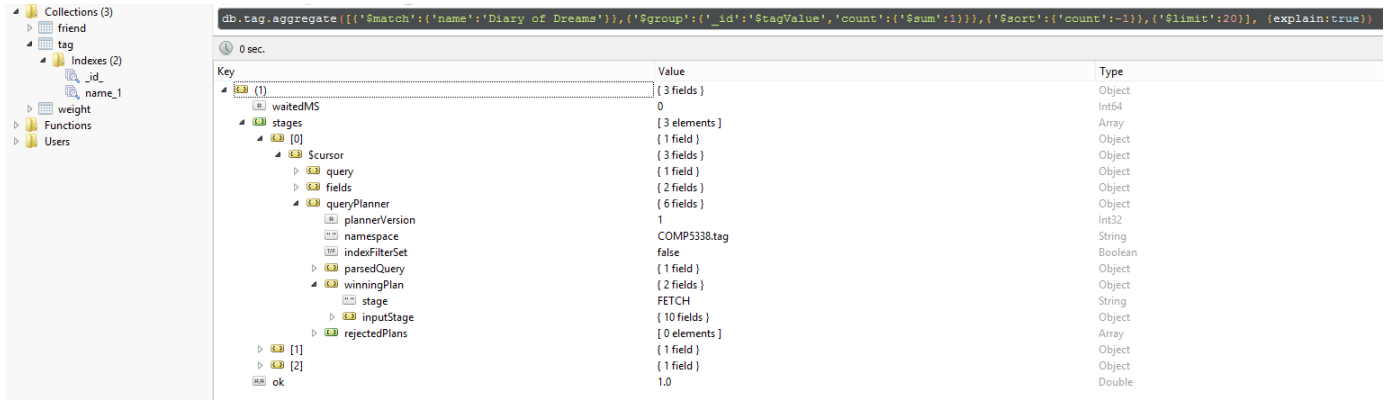 Collections (3)
friend
tag
Indexes (2)
_id_
name_1
weight
Functions
Users
db.tag.aggregate([{'$match':{'name':'Diary of Dreams'}},{'$group':{'_id':'$tagValue','count':{'$sum':1}}},{'$sort':{'count':-1}},{'$limit':20}], {explain:true})
0 sec.
Key Value Type
(1) { 3 fields } Object
waitedMS 0 Int64
stages [ 3 elements ] Array
[0] { 1 field } Object
$cursor { 3 fields } Object
query { 1 field } Object
fields { 2 fields } Object
queryPlanner { 6 fields } Object
plannerVersion 1 Int32
namespace COMP5338.tag String
indexFilterSet false Boolean
parsedQuery { 1 field } Object
winningPlan { 2 fields } Object
stage FETCH String
inputStage { 10 fields } Object
rejectedPlans [ 0 elements ] Array
[1] { 1 field } Object
[2] { 1 field } Object
ok 1.0 Double